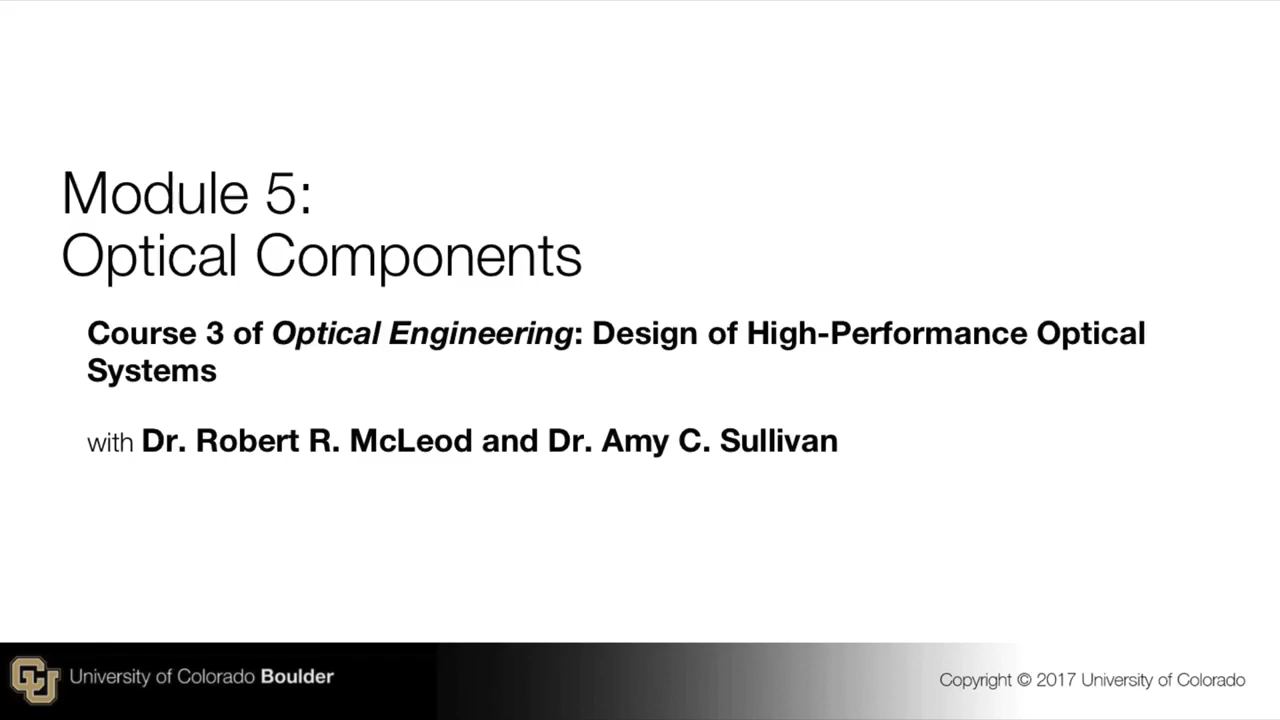 Module 5:
Optical Components
Course 3 of Optical Engineering: Design of High-Performance Optical
Systems
with Dr. Robert R. McLeod and Dr. Amy C. Sullivan
CU University of Colorado Boulder
Copyright © 2017 University of Colorado